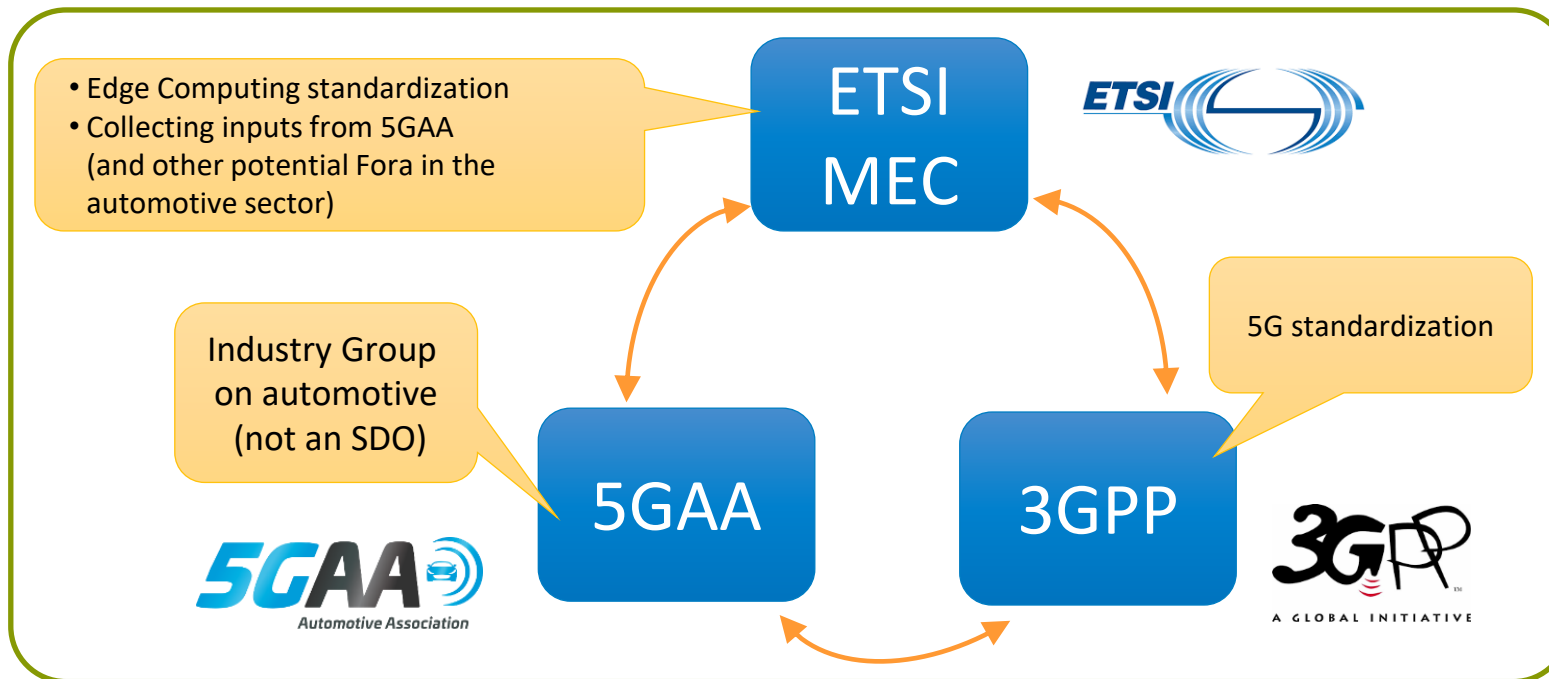 • Edge Computing standardization
• Collecting inputs from 5GAA
(and other potential Fora in the
automotive sector)
ETSI
MEC
ETSI
Industry Group
on automotive
(not an SDO)
5G standardization
5GAA
3GPP
5GAA
Automotive Association
3GPP
TM
A GLOBAL INITIATIVE